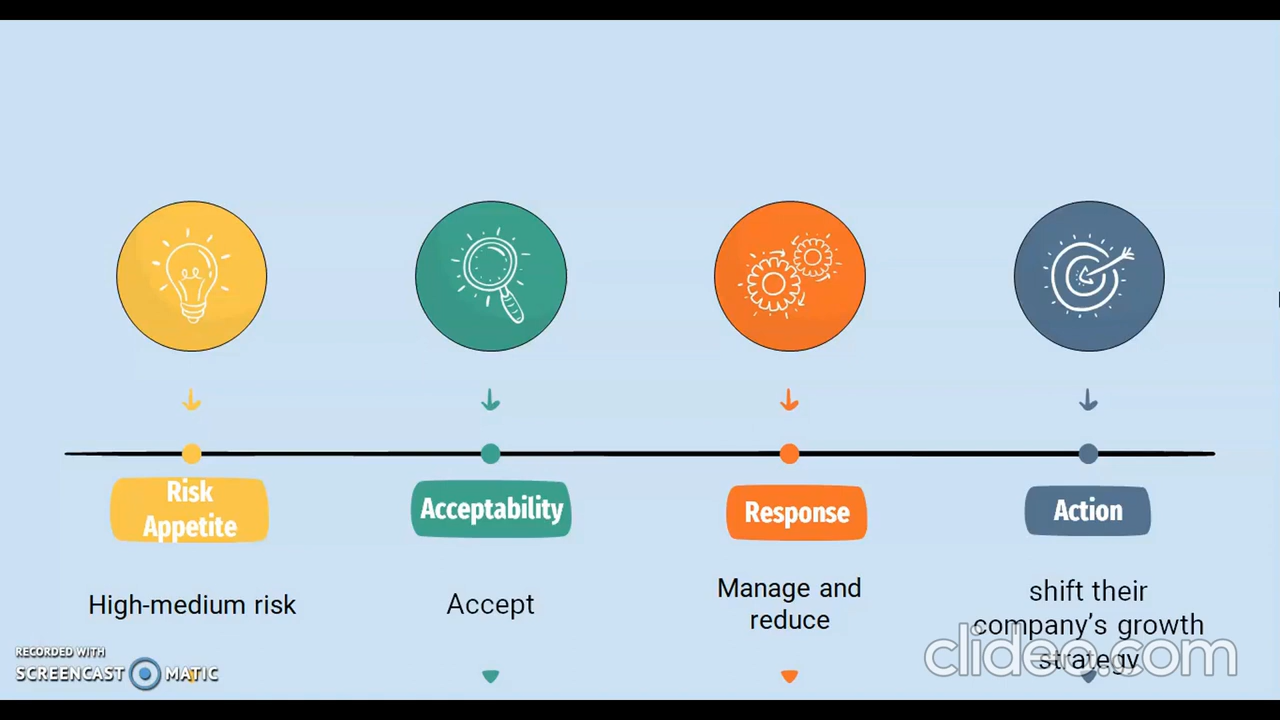 Risk
Appetite
Acceptability
Response
Action
High-medium risk
Accept
Manage and
reduce
shift their
company’s growth
strategy
RECORDED WITH
SCREENCAST MATIC
clideo.com